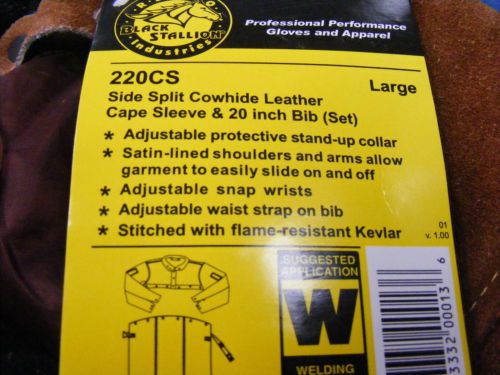 BLACK STALLION
Industries
Professional Performance
Gloves and Apparel
220CS
Large
Side Split Cowhide Leather
Cape Sleeve & 20 inch Bib (Set)
★ Adjustable protective stand-up collar
★ Satin-lined shoulders and arms allow
garment to easily slide on and off
★ Adjustable snap wrists
★ Adjustable waist strap on bib
★ Stitched with flame-resistant Kevlar
01
v. 1.00
SUGGESTED
APPLICATION
W
WELDING
3332 00013 6